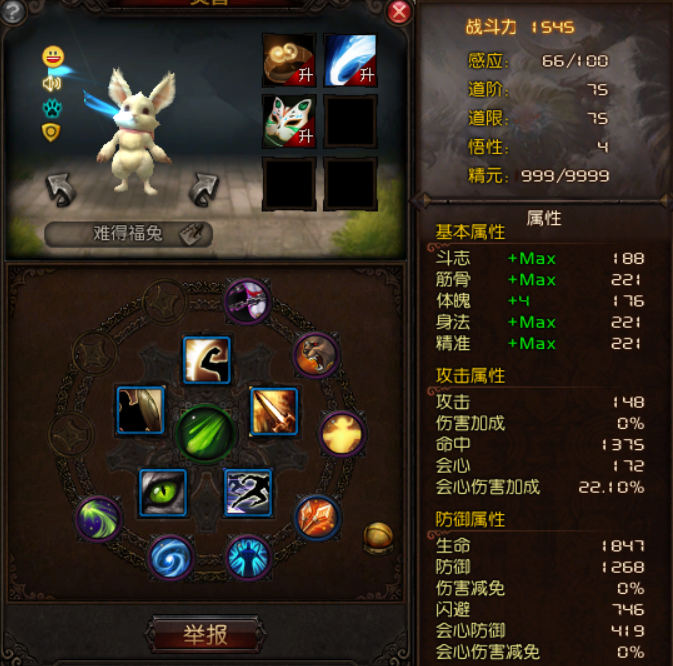 ?
升
升
升
难得福兔
举报
战斗力 1545
感应: 66/100
道阶: 75
道限: 75
悟性: 4
精元: 999/9999
属性
基本属性
斗志 +Max 188
筋骨 +Max 221
体魄 +4 176
身法 +Max 221
精准 +Max 221
攻击属性
攻击 148
伤害加成 0%
命中 1375
会心 172
会心伤害加成 22.10%
防御属性
生命 1847
防御 1268
伤害减免 0%
闪避 746
会心防御 419
会心伤害减免 0%